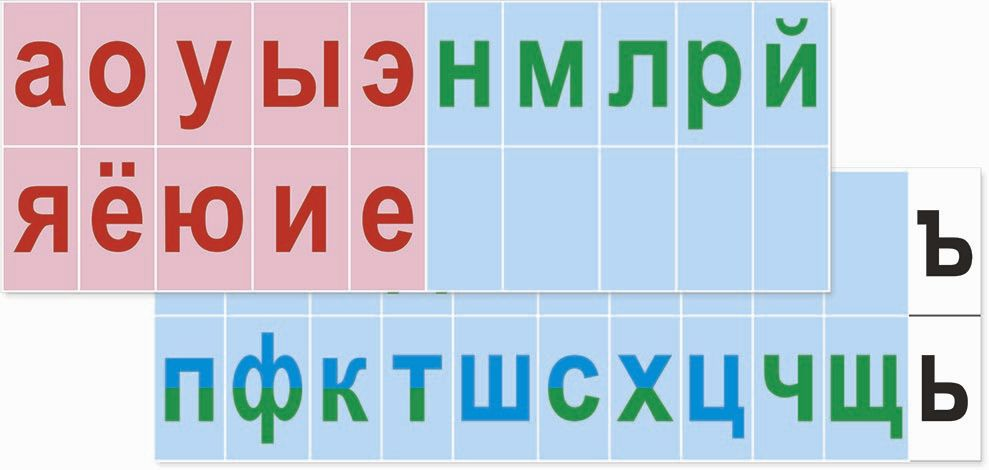 а о у ы э н м л р й
я ё ю и е
ъ
п ф к т ш с х ц ч щ ь